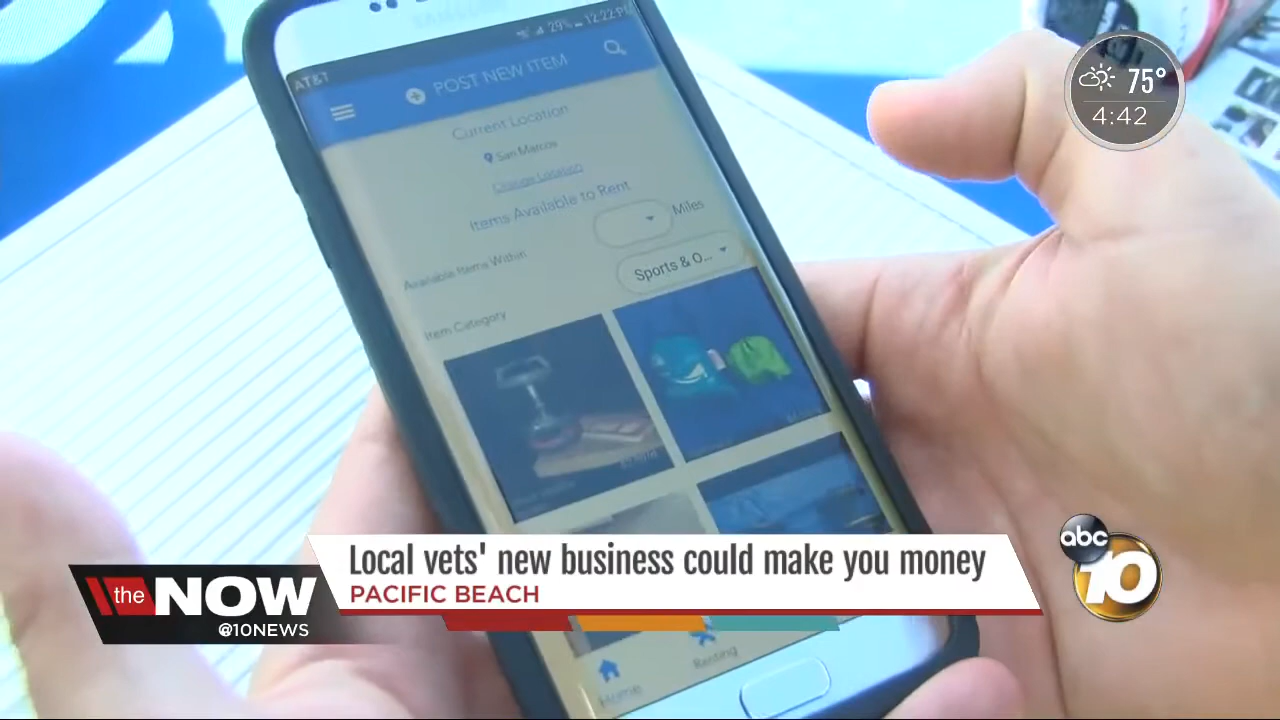 SAMSUNG
AT&T
29% 12:22 PM
POST NEW ITEM
Current Location
San Marcos
Change Location
Items Available to Rent
Available Items Within
Miles
Item Category
Sports & O...
Home
Renting
75°
4:42
Local vets' new business could make you money
PACIFIC BEACH
the NOW
@10NEWS
abc
10